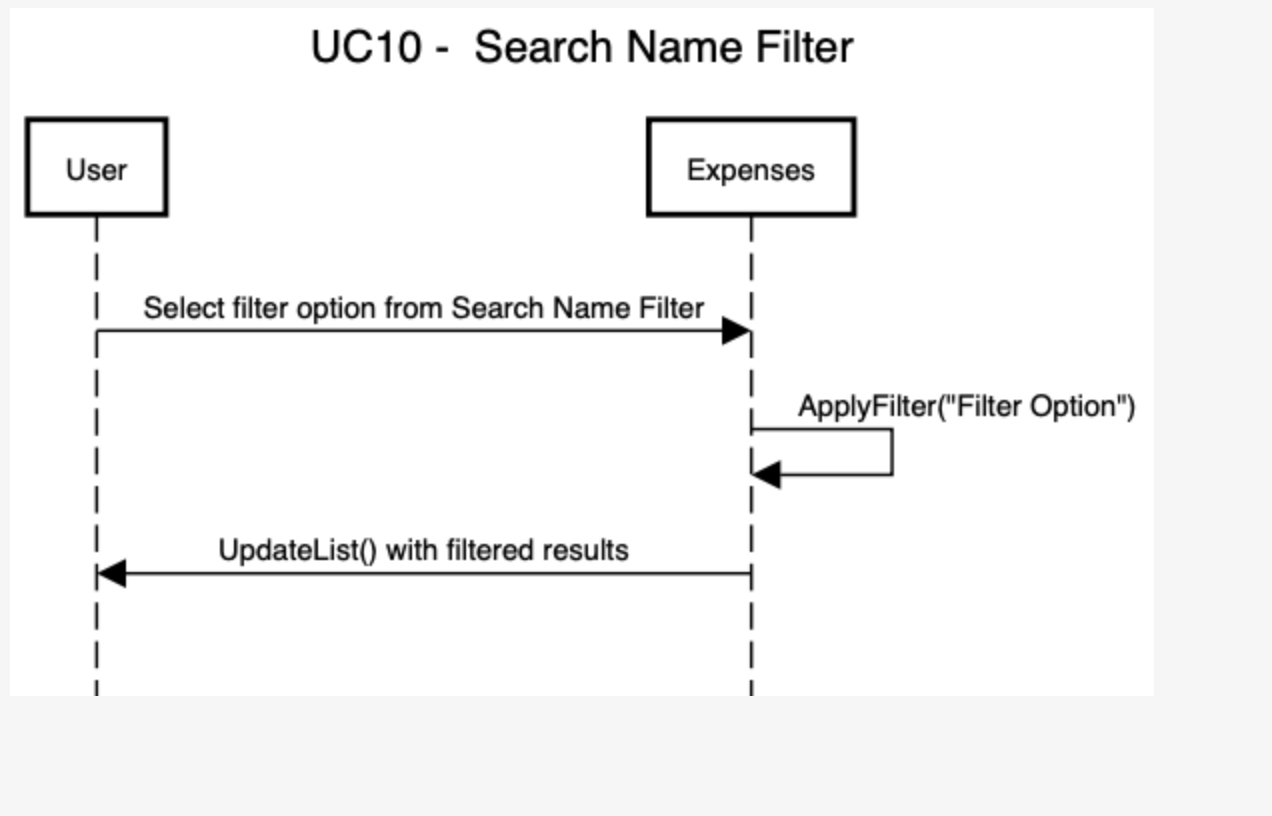 UC10 -  Search Name Filter
User
Expenses
Select filter option from Search Name Filter
ApplyFilter("Filter Option")
UpdateList() with filtered results